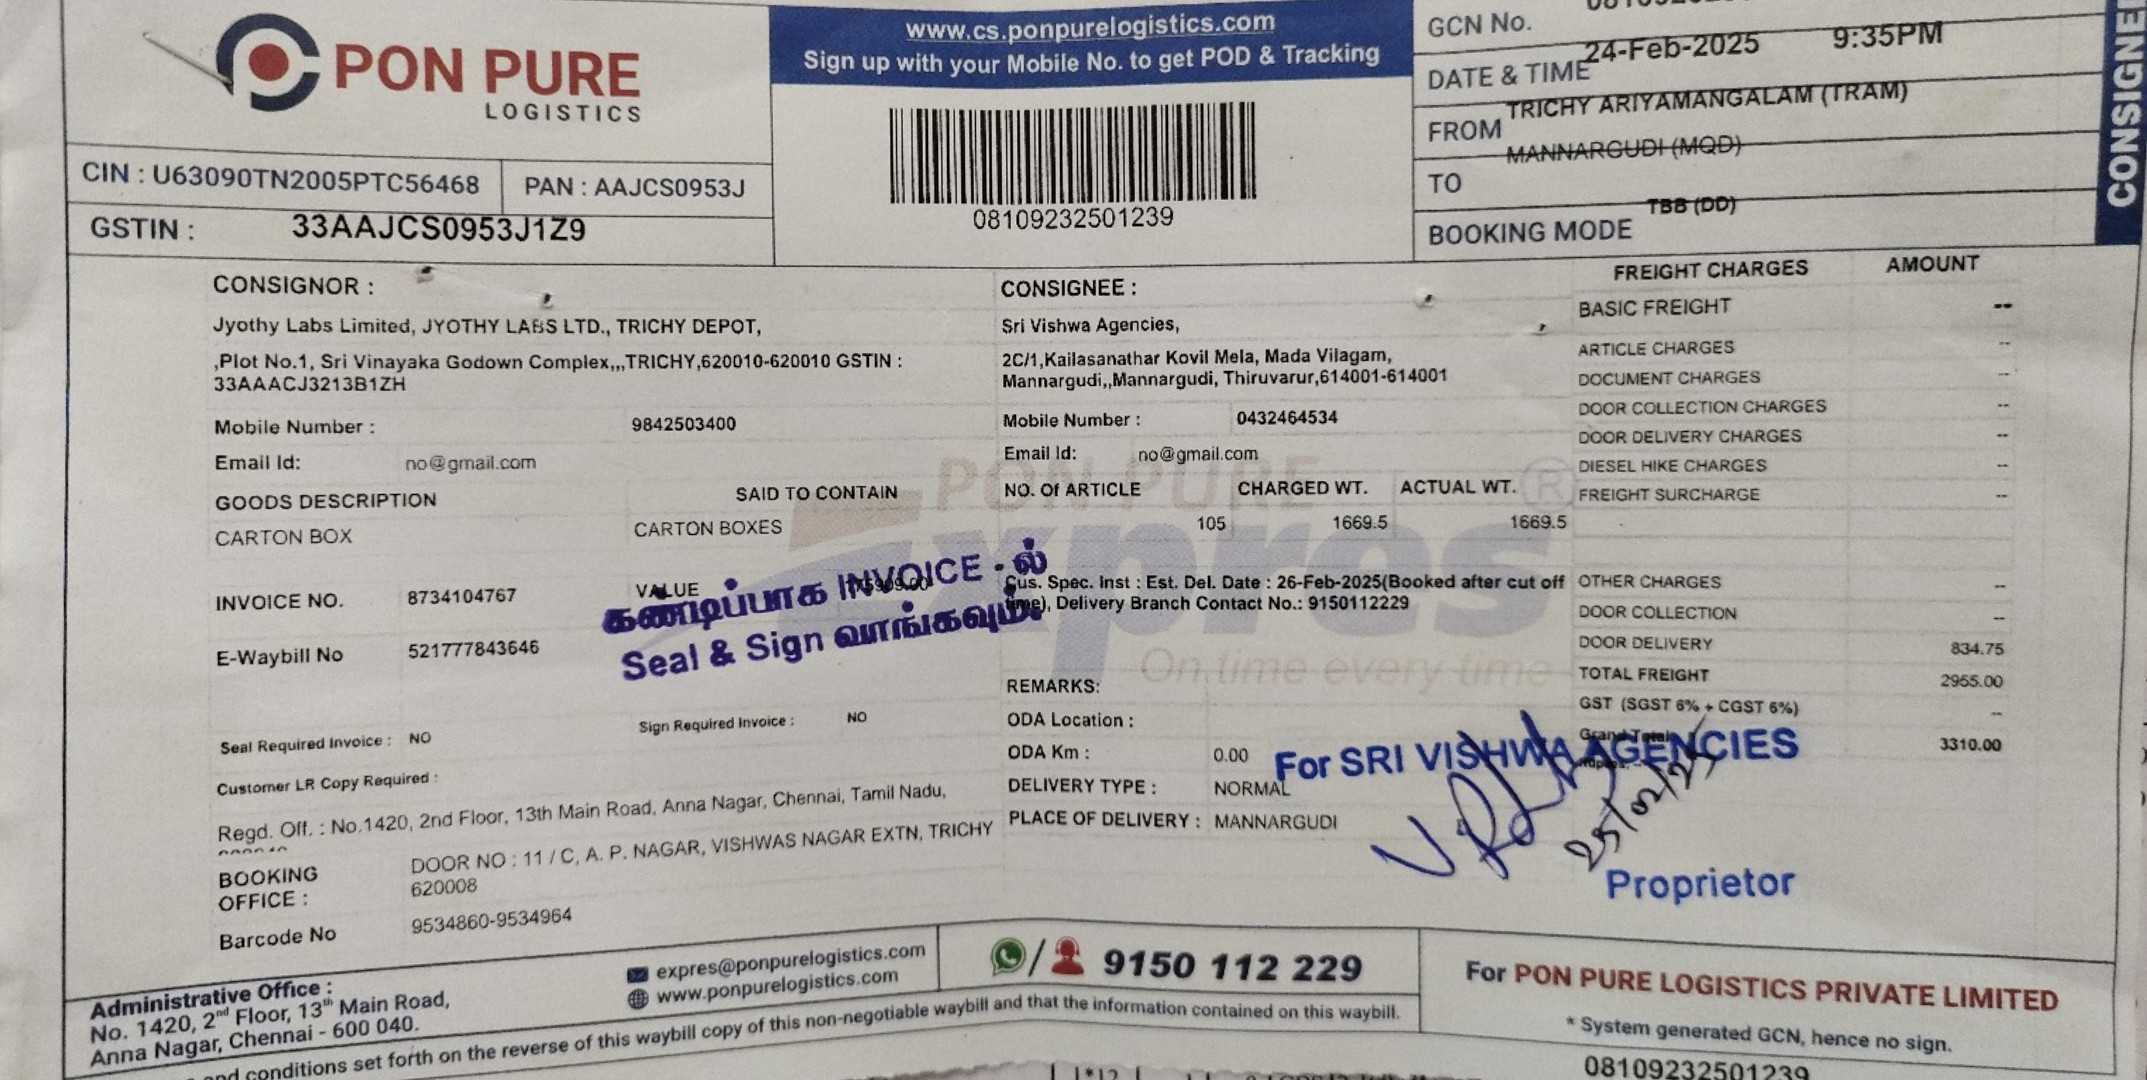 PON PURE
LOGISTICS
www.cs.ponpurelogistics.com
Sign up with your Mobile No. to get POD & Tracking
08109232501239
GCN No.
DATE & TIME 24-Feb-2025 9:35PM
FROM TRICHY ARIYAMANGALAM (TRAM)
TO MANNARGUDI (MQD)
BOOKING MODE TBB (DD)
CONSIGNEE
CIN : U63090TN2005PTC56468 PAN : AAJCS0953J
GSTIN : 33AAJCS0953J1Z9
CONSIGNOR :
Jyothy Labs Limited, JYOTHY LABS LTD., TRICHY DEPOT,
,Plot No.1, Sri Vinayaka Godown Complex,,,TRICHY,620010-620010 GSTIN :
33AAACJ3213B1ZH
Mobile Number : 9842503400
Email Id: no@gmail.com
CONSIGNEE :
Sri Vishwa Agencies,
2C/1,Kailasanathar Kovil Mela, Mada Vilagam,
Mannargudi,,Mannargudi, Thiruvarur,614001-614001
Mobile Number : 0432464534
Email Id: no@gmail.com
GOODS DESCRIPTION SAID TO CONTAIN NO. Of ARTICLE CHARGED WT. ACTUAL WT.
CARTON BOX CARTON BOXES 105 1669.5 1669.5
INVOICE NO. 8734104767 VALUE
E-Waybill No 521777843646
கண்டிப்பாக INVOICE - ல்
Seal & Sign வாங்கவும்.
Cus. Spec. Inst : Est. Del. Date : 26-Feb-2025(Booked after cut off
time), Delivery Branch Contact No.: 9150112229
PON PURE
Expres
On time every time
Seal Required Invoice : NO Sign Required Invoice : NO
Customer LR Copy Required :
Regd. Off. : No.1420, 2nd Floor, 13th Main Road, Anna Nagar, Chennai, Tamil Nadu,
BOOKING OFFICE : DOOR NO : 11 / C, A. P. NAGAR, VISHWAS NAGAR EXTN, TRICHY
620008
Barcode No 9534860-9534964
REMARKS:
ODA Location :
ODA Km : 0.00
DELIVERY TYPE : NORMAL
PLACE OF DELIVERY : MANNARGUDI
FREIGHT CHARGES AMOUNT
BASIC FREIGHT --
ARTICLE CHARGES --
DOCUMENT CHARGES --
DOOR COLLECTION CHARGES --
DOOR DELIVERY CHARGES --
DIESEL HIKE CHARGES --
FREIGHT SURCHARGE --
OTHER CHARGES --
DOOR COLLECTION --
DOOR DELIVERY 834.75
TOTAL FREIGHT 2955.00
GST (SGST 6% + CGST 6%) --
Grand Total 3310.00
For SRI VISHWA AGENCIES
25/02/25
Proprietor
Administrative Office :
No. 1420, 2nd Floor, 13th Main Road,
Anna Nagar, Chennai - 600 040.
expres@ponpurelogistics.com
www.ponpurelogistics.com
9150 112 229
For PON PURE LOGISTICS PRIVATE LIMITED
* System generated GCN, hence no sign.
and conditions set forth on the reverse of this waybill copy of this non-negotiable waybill and that the information contained on this waybill.
08109232501239